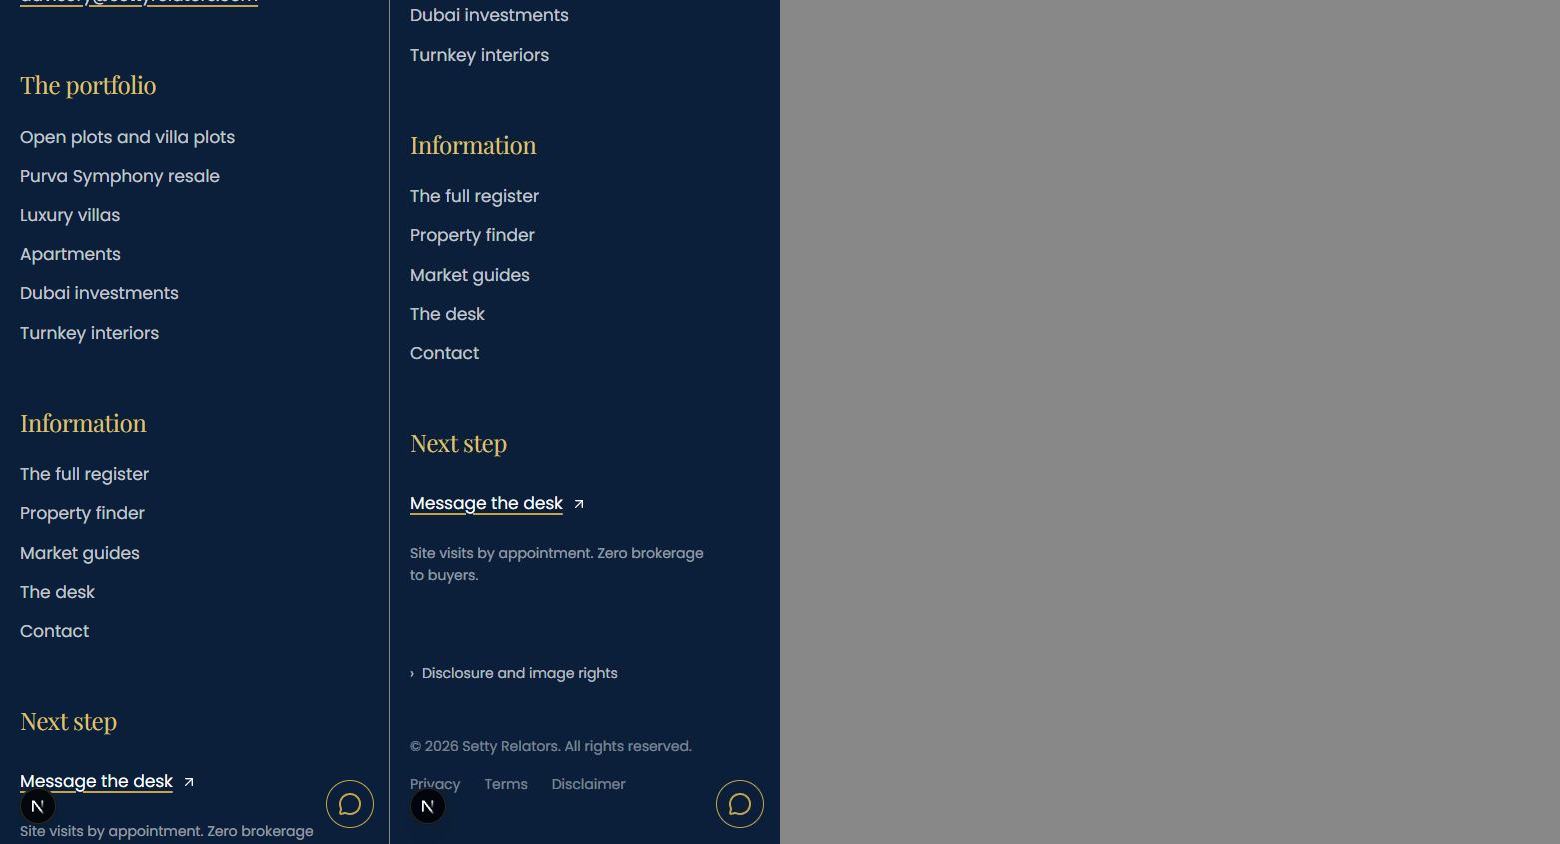 advisory@settyrelators.com
The portfolio
Open plots and villa plots
Purva Symphony resale
Luxury villas
Apartments
Dubai investments
Turnkey interiors
Information
The full register
Property finder
Market guides
The desk
Contact
Next step
Message the desk
N
Site visits by appointment. Zero brokerage
Dubai investments
Turnkey interiors
Information
The full register
Property finder
Market guides
The desk
Contact
Next step
Message the desk
Site visits by appointment. Zero brokerage
to buyers.
› Disclosure and image rights
© 2026 Setty Relators. All rights reserved.
Privacy Terms Disclaimer
N